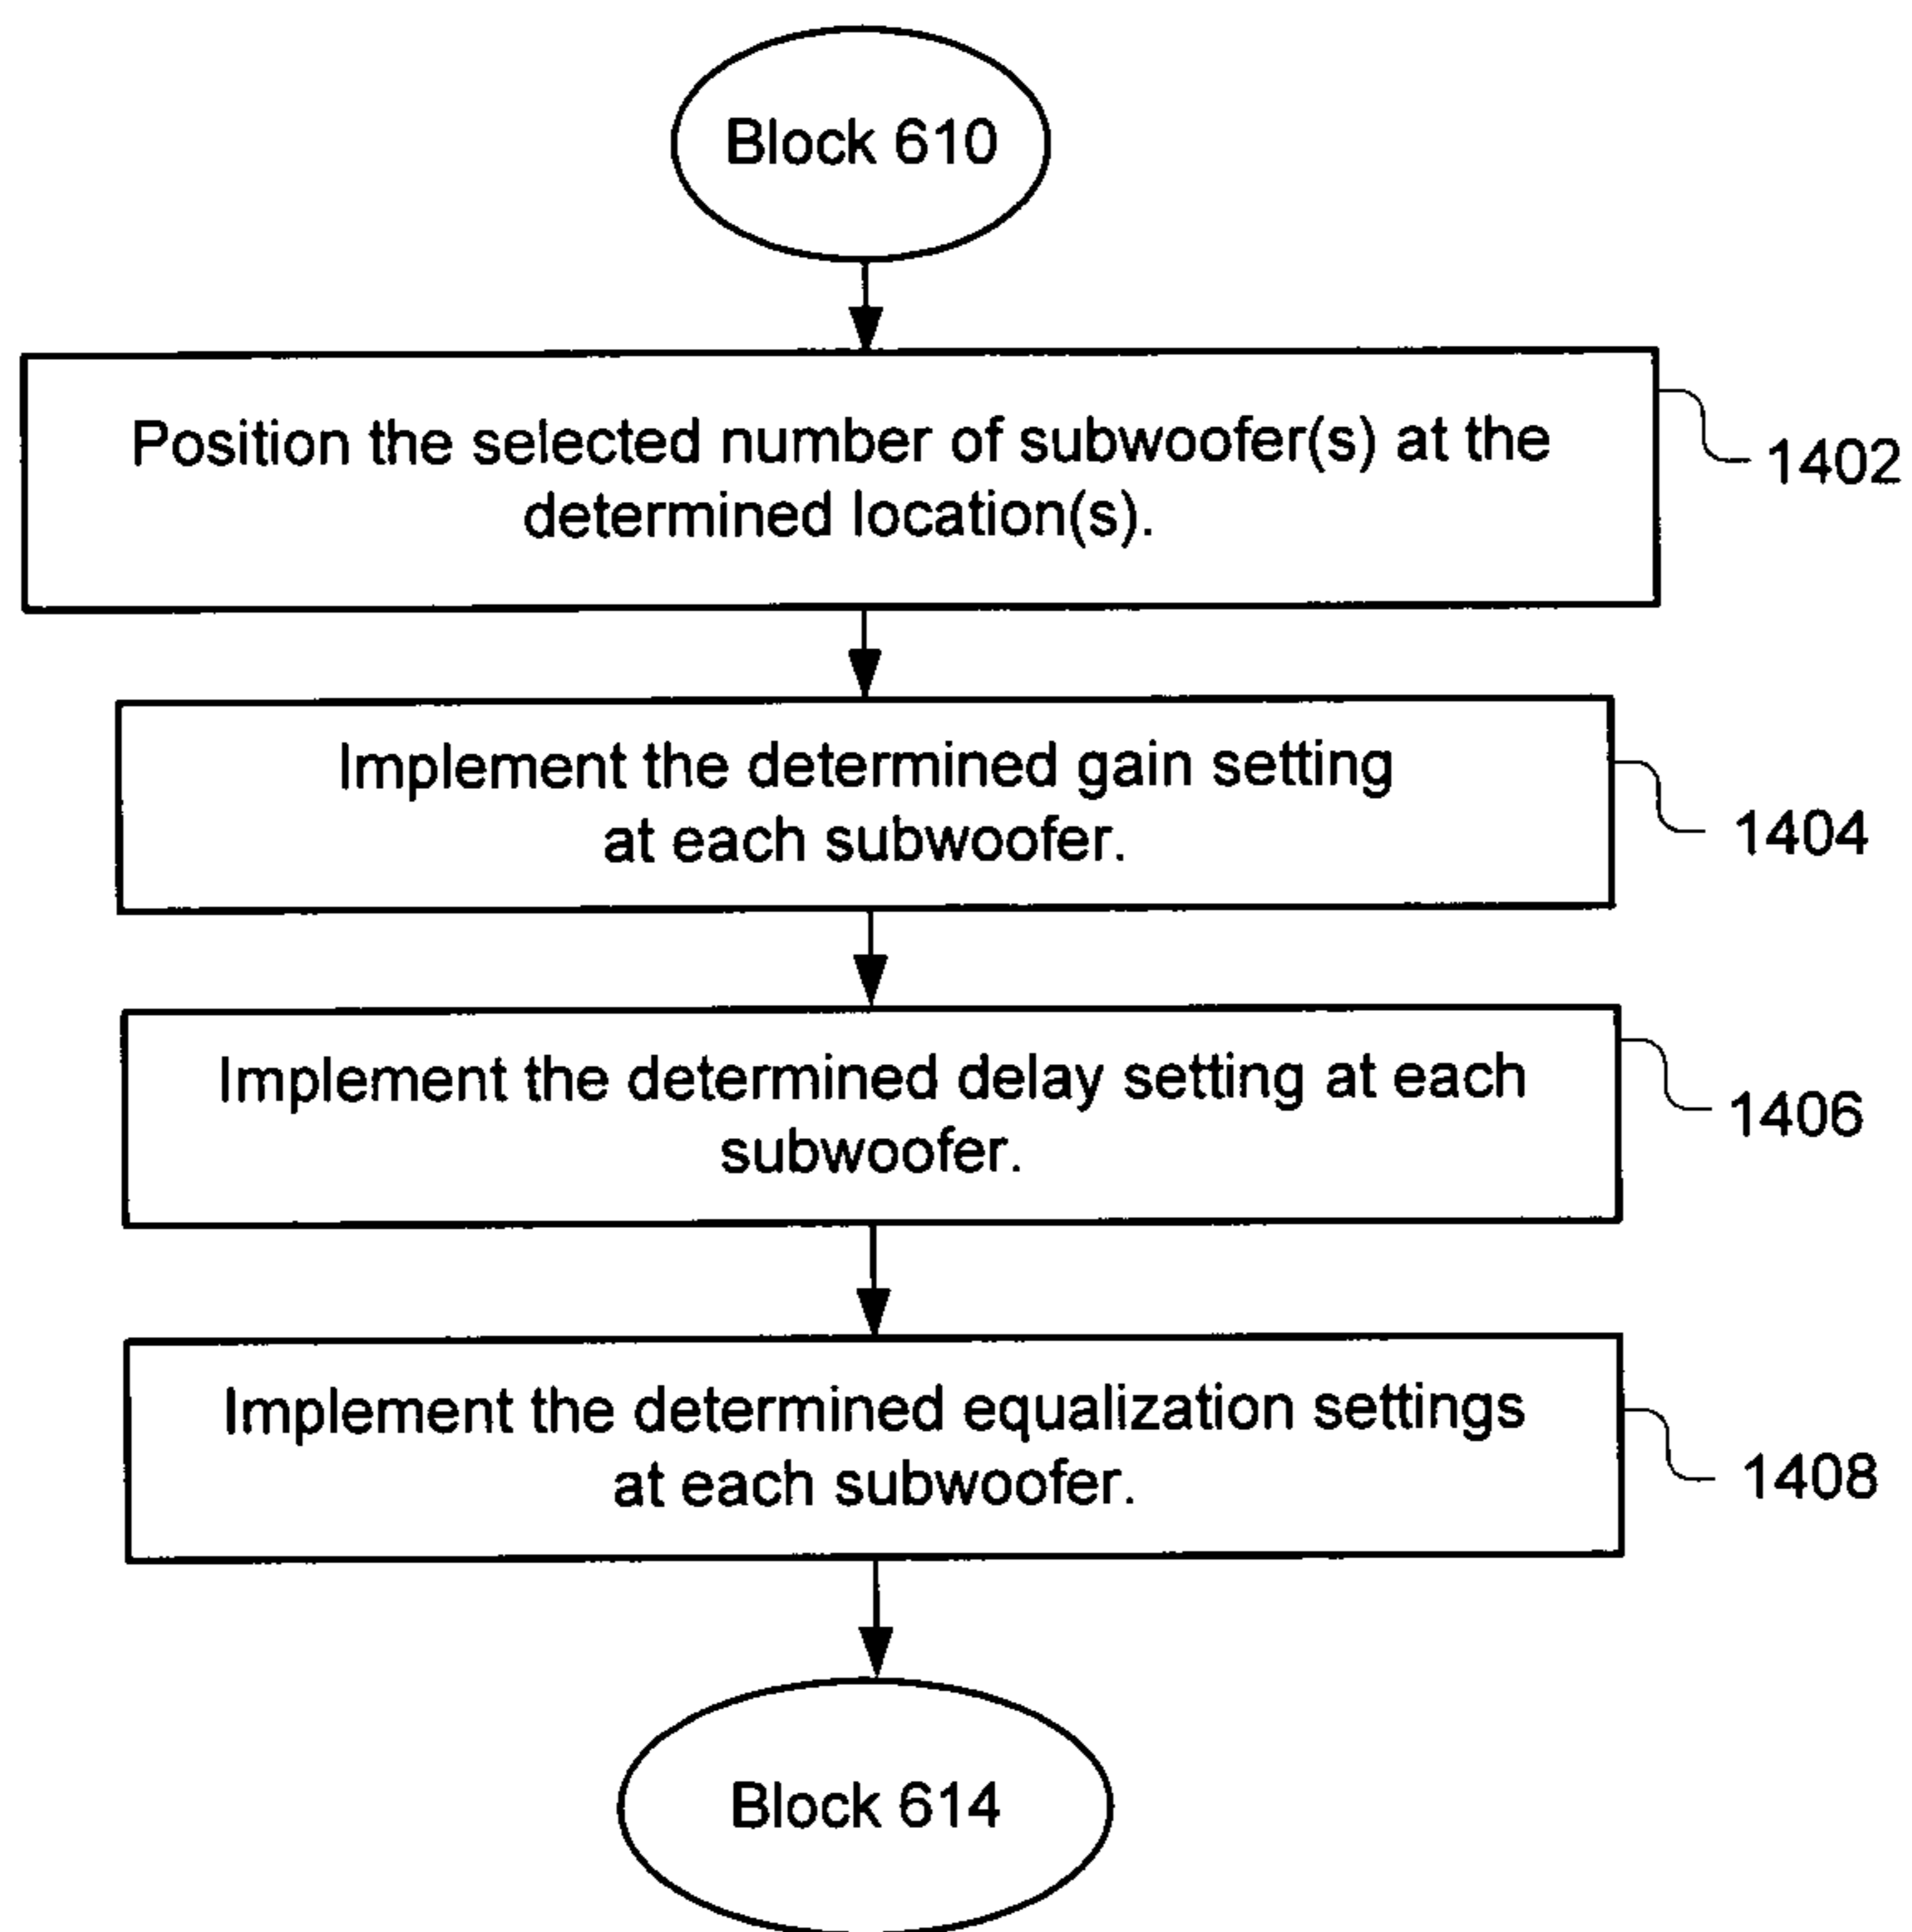 Block 610
Position the selected number of subwoofer(s) at the
determined location(s).
1402
Implement the determined gain setting
at each subwoofer.
1404
Implement the determined delay setting at each
subwoofer.
1406
Implement the determined equalization settings
at each subwoofer.
1408
Block 614